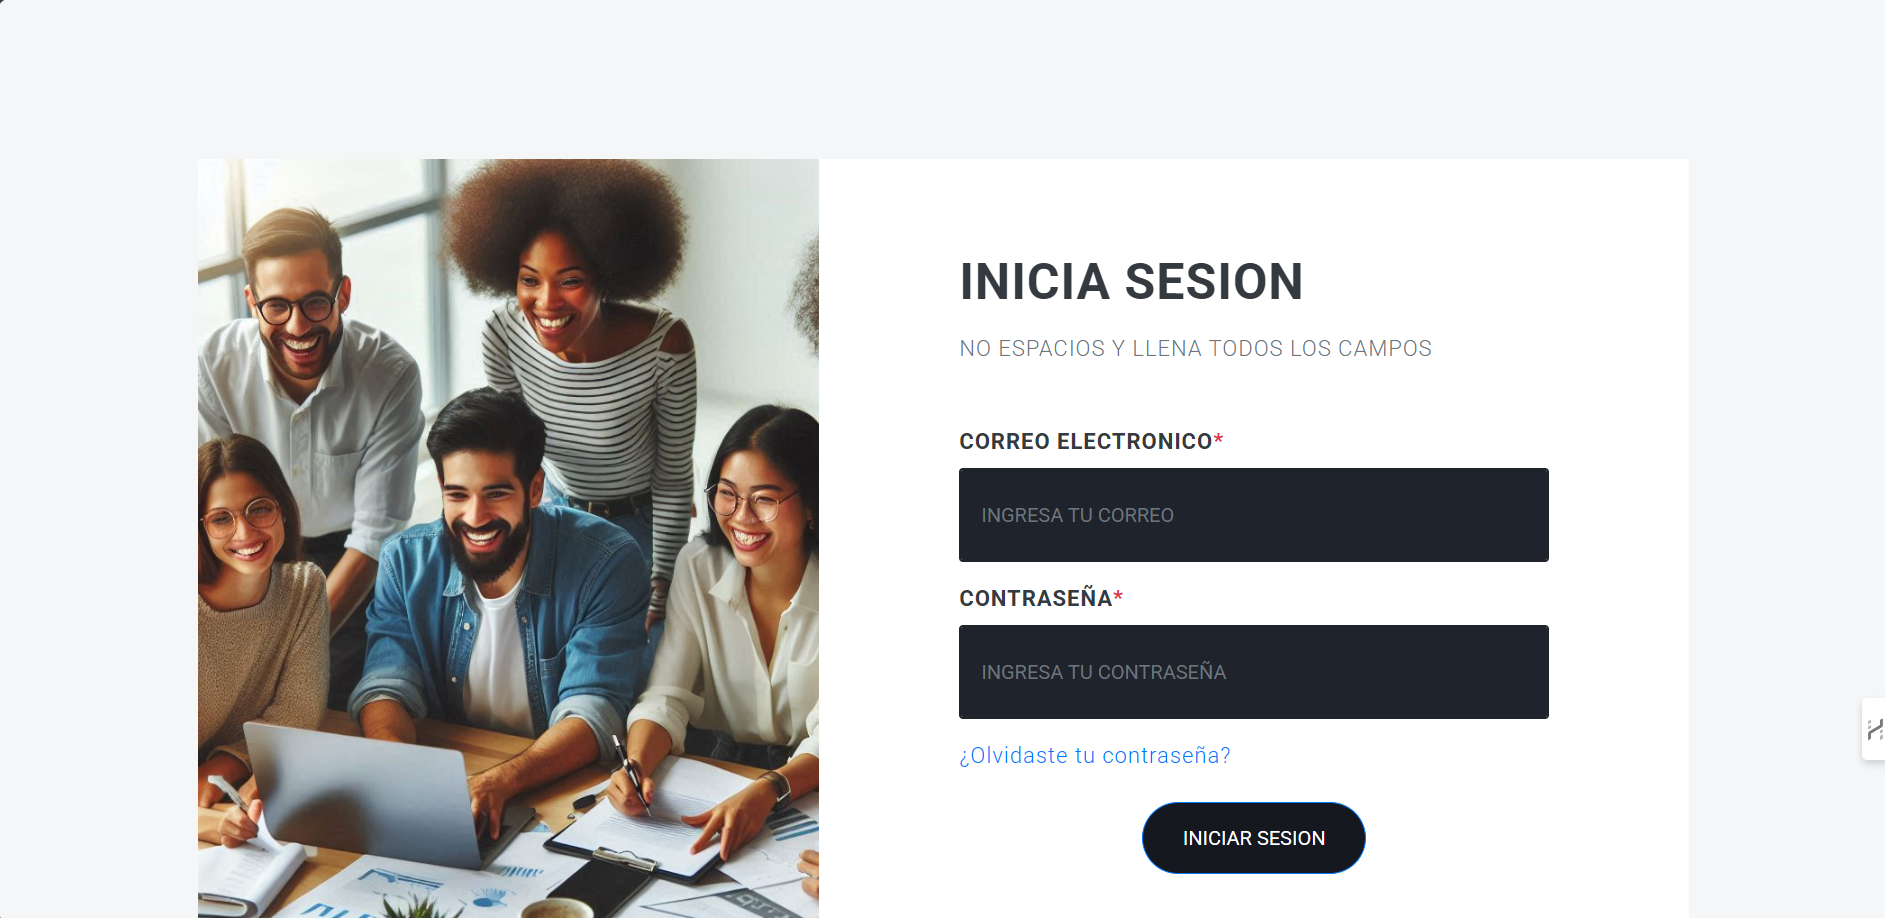 INICIA SESION
NO ESPACIOS Y LLENA TODOS LOS CAMPOS
CORREO ELECTRONICO*
INGRESA TU CORREO
CONTRASEÑA*
INGRESA TU CONTRASEÑA
¿Olvidaste tu contraseña?
INICIAR SESION